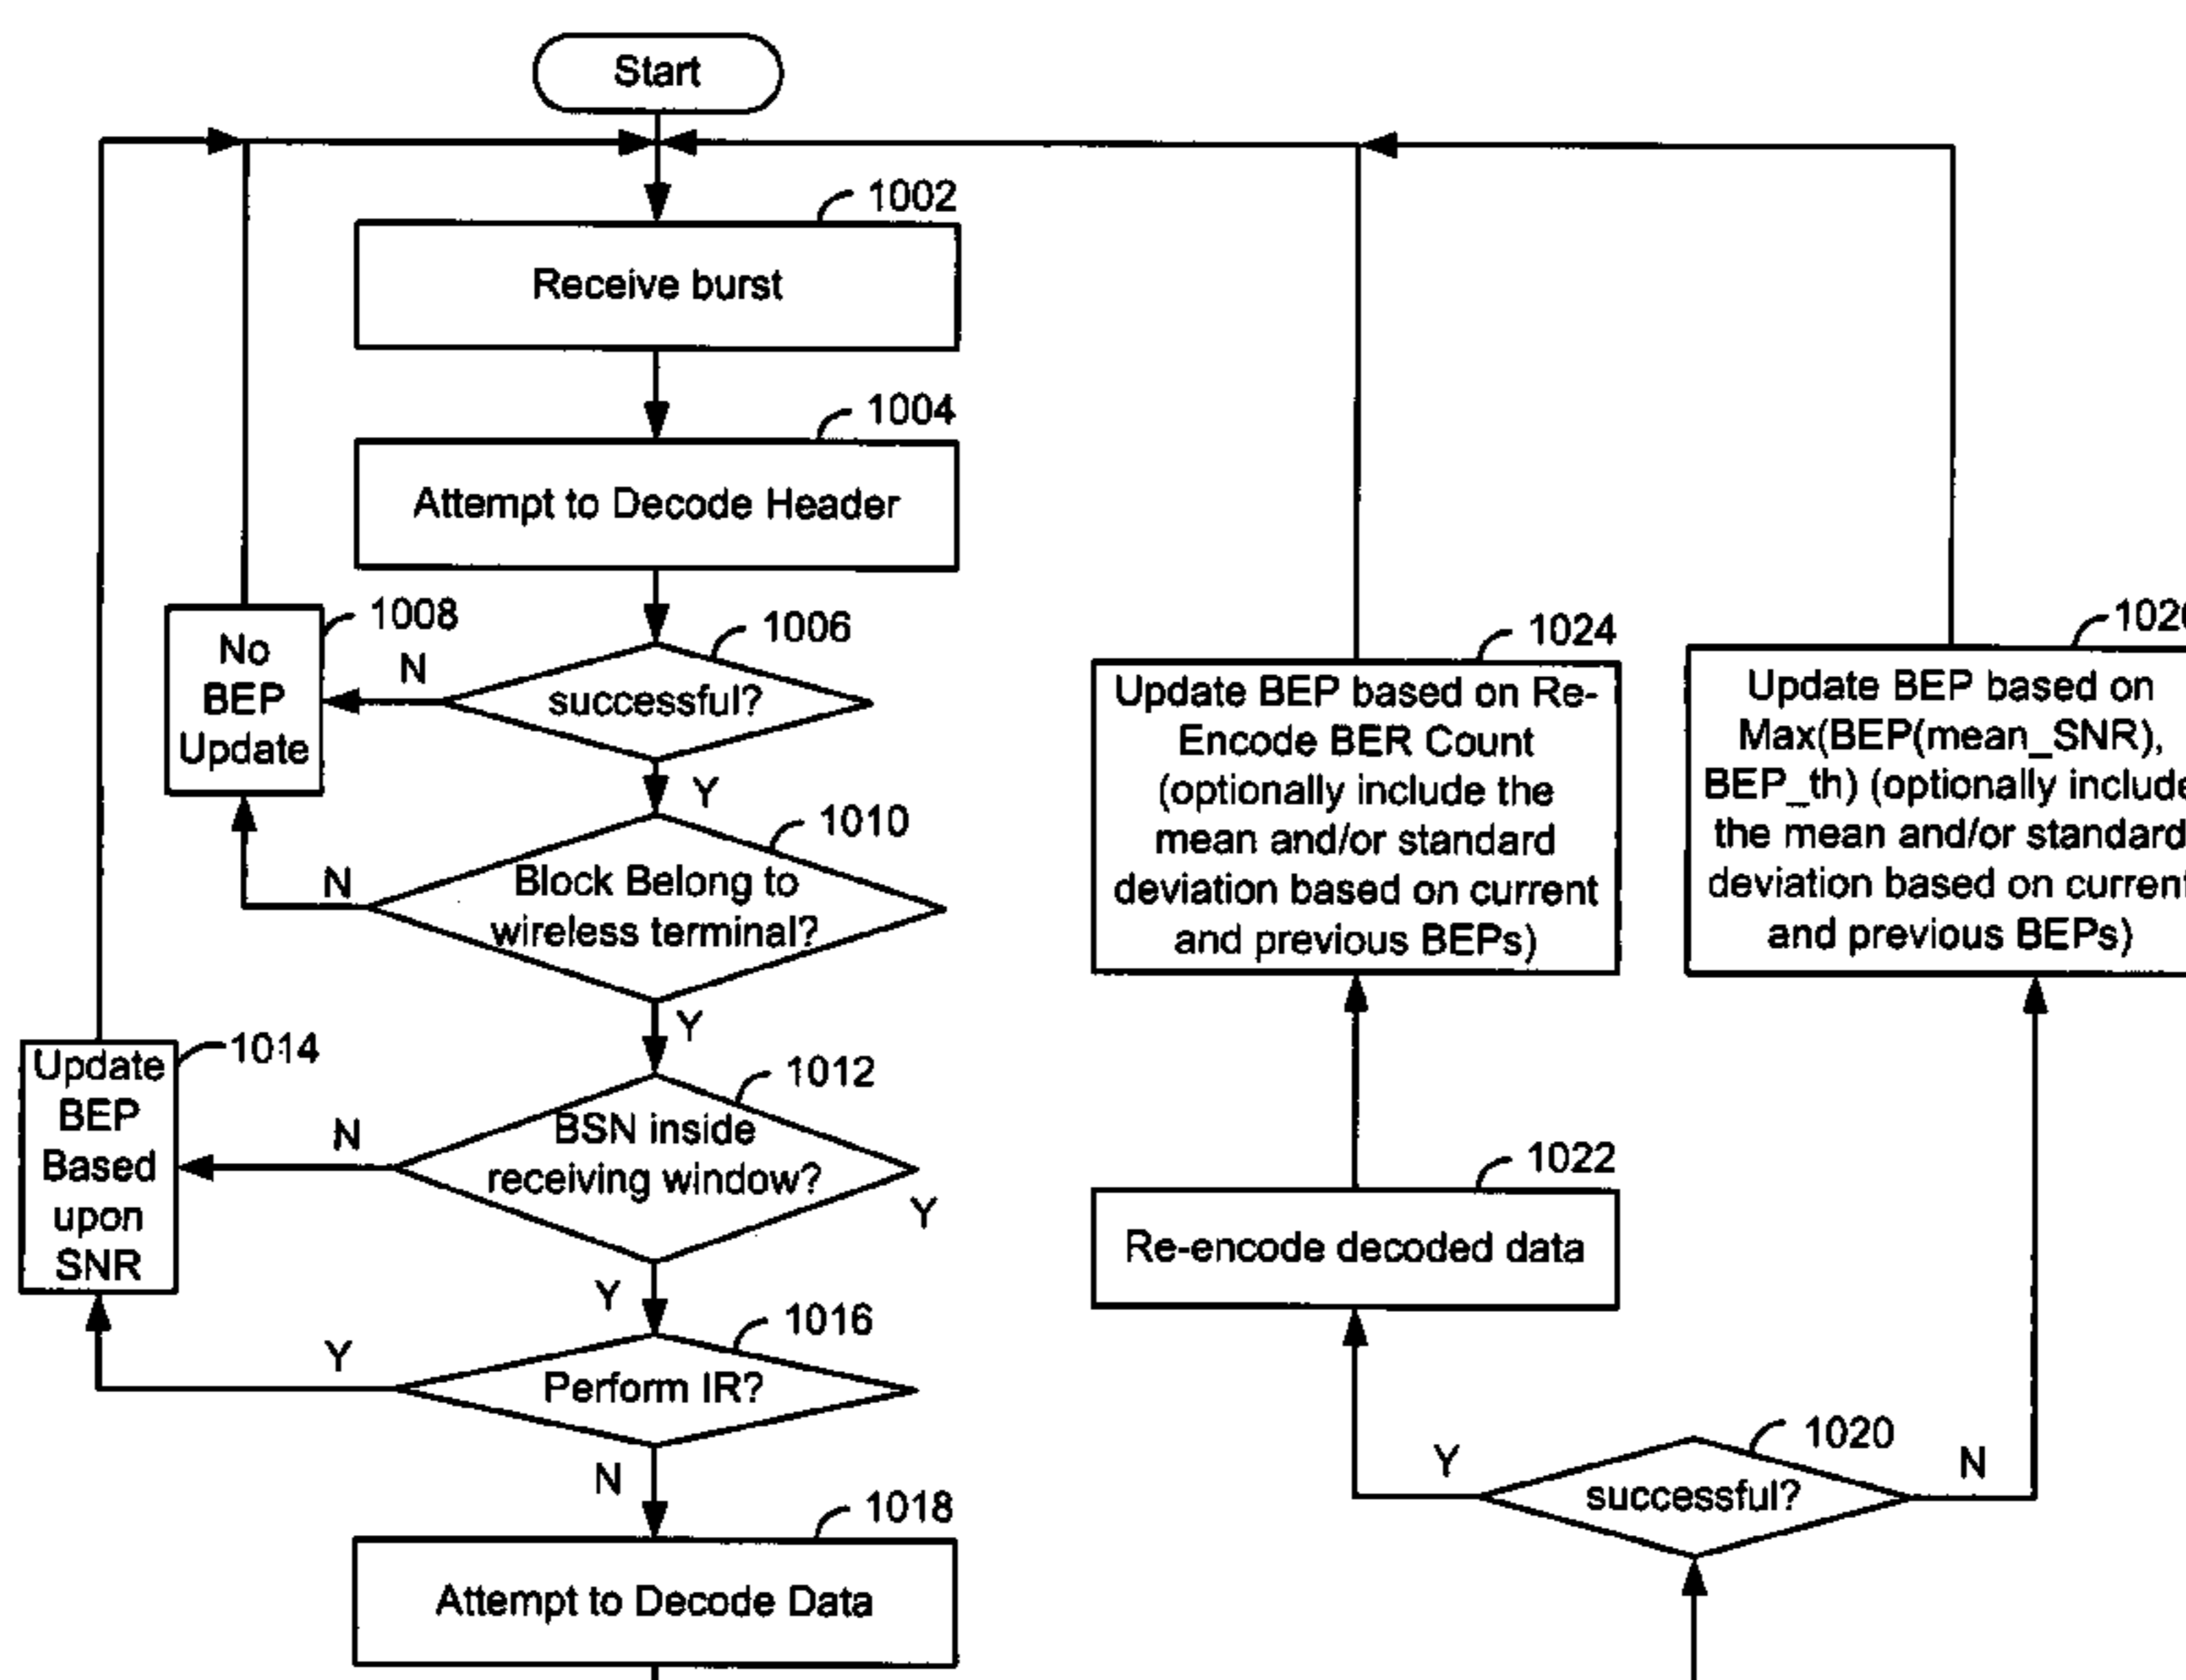 Start
1002
Receive burst
1004
Attempt to Decode Header
1006
successful?
N
Y
1008
No
BEP
Update
1010
Block Belong to
wireless terminal?
N
Y
1012
BSN inside
receiving window?
N
Y
Y
1014
Update
BEP
Based
upon
SNR
1016
Perform IR?
Y
N
1018
Attempt to Decode Data
1020
successful?
Y
N
1022
Re-encode decoded data
1024
Update BEP based on Re-
Encode BER Count
(optionally include the
mean and/or standard
deviation based on current
and previous BEPs)
Update BEP based on
Max(BEP(mean_SNR),
BEP_th) (optionally include
the mean and/or standard
deviation based on current
and previous BEPs)